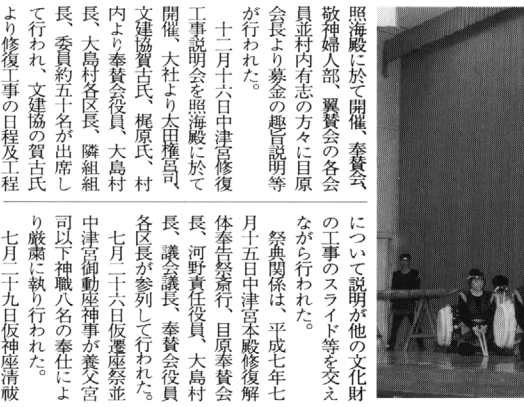 照海殿に於て開催、奉賛会、
敬神婦人部、翼賛会の各会
員並村内有志の方々に目原
会長より募金の趣旨説明等
が行われた。
十二月十六日中津宮修復
工事説明会を照海殿に於て
開催、大社より太田権宮司、
文建協賀古氏、梶原氏、村
内より奉賛会役員、大島村
長、大島村各区長、隣組組
長、委員約五十名が出席し
て行われ、文建協の賀古氏
より修復工事の日程及工程
について説明が他の文化財
の工事のスライド等を交え
ながら行われた。
祭典関係は、平成七年七
月十五日中津宮本殿修復解
体奉告祭斎行、目原奉賛会
長、河野責任役員、大島村
長、議会議長、奉賛会役員
各区長が参列して行われた。
七月二十六日仮遷座祭並
中津宮御動座神事が養父宮
司以下神職八名の奉仕によ
り厳粛に執り行われた。
七月二十九日仮神座清祓